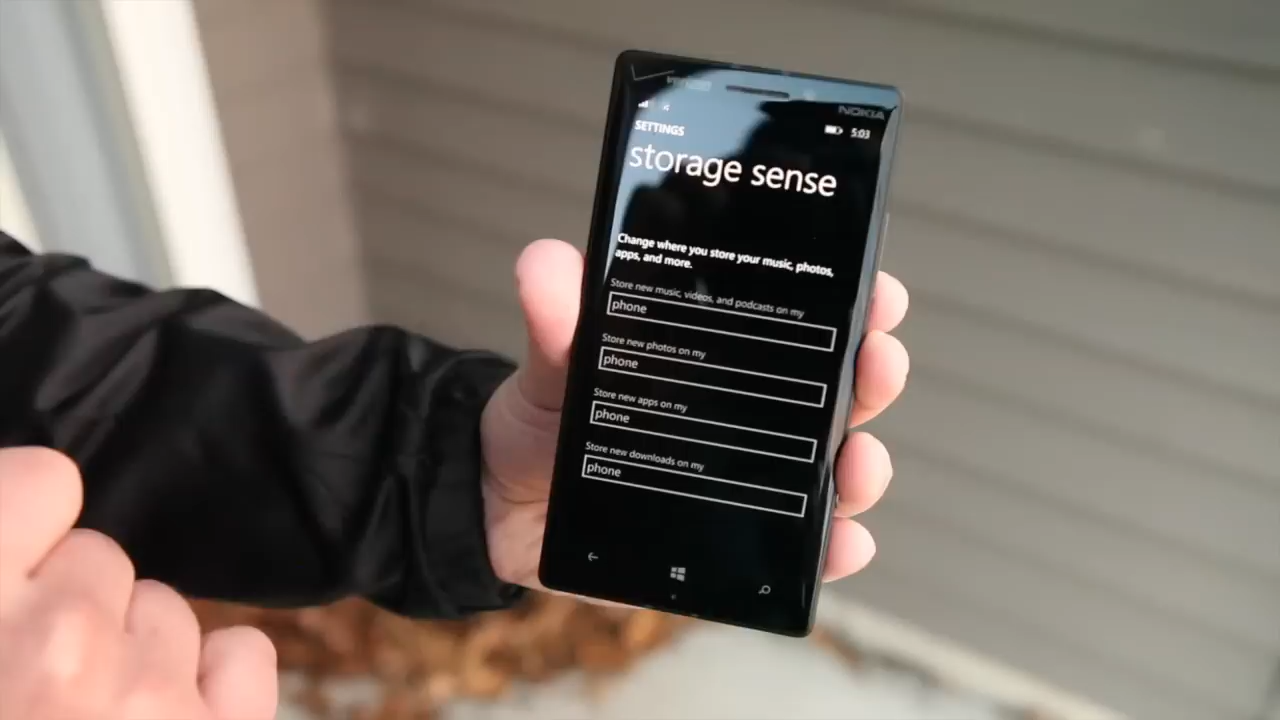 NOKIA
5:03
SETTINGS
storage sense
Change where you store your music, photos,
apps, and more.
Store new music, videos, and podcasts on my
phone
Store new photos on my
phone
Store new apps on my
phone
Store new downloads on my
phone